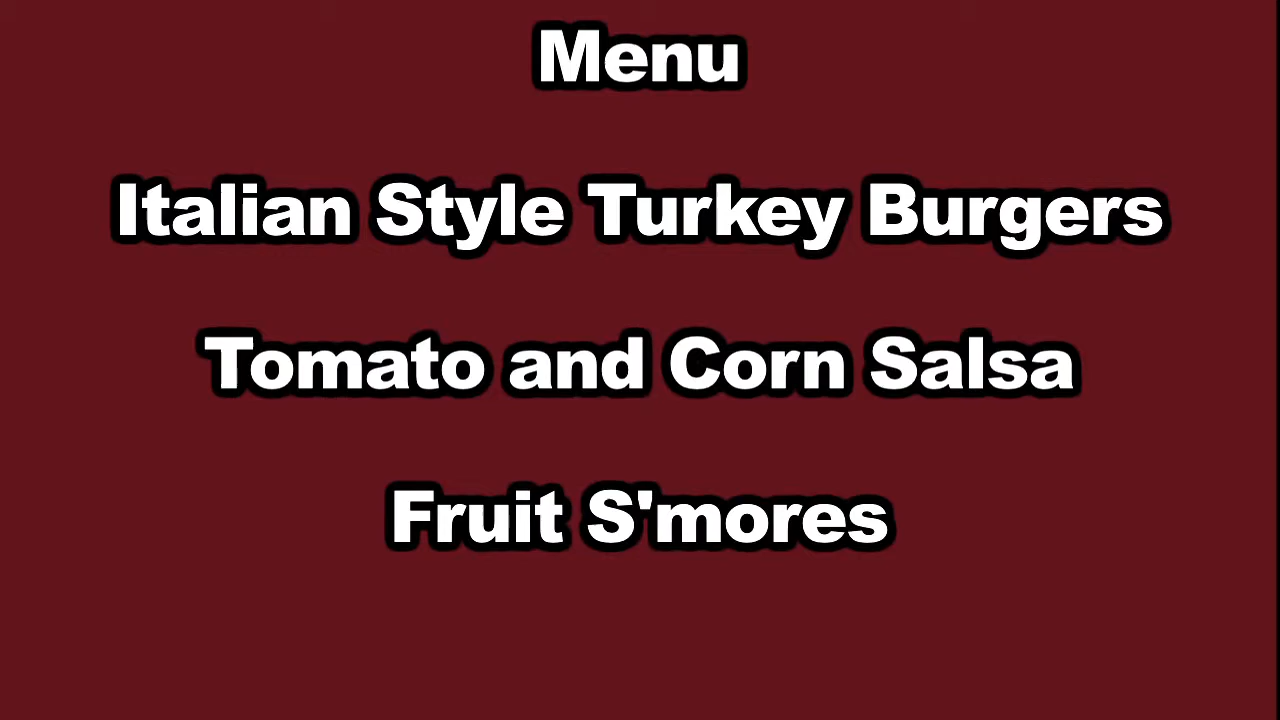 Menu
Italian Style Turkey Burgers
Tomato and Corn Salsa
Fruit S'mores